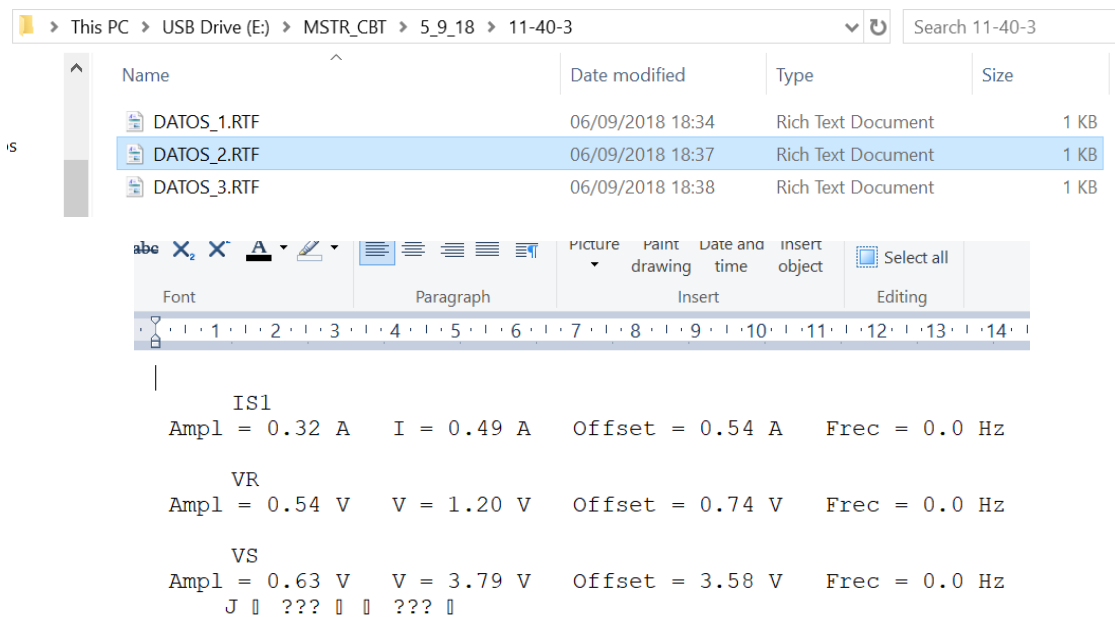 This PC > USB Drive (E:) > MSTR_CBT > 5_9_18 > 11-40-3 Search 11-40-3
Name Date modified Type Size
DATOS_1.RTF 06/09/2018 18:34 Rich Text Document 1 KB
DATOS_2.RTF 06/09/2018 18:37 Rich Text Document 1 KB
DATOS_3.RTF 06/09/2018 18:38 Rich Text Document 1 KB
abc X₂ X A Picture Paint Date and Insert
drawing time object Select all
Font Paragraph Insert Editing
1 2 3 4 5 6 7 8 9 10 11 12 13 14
IS1
Ampl = 0.32 A I = 0.49 A Offset = 0.54 A Frec = 0.0 Hz
VR
Ampl = 0.54 V V = 1.20 V Offset = 0.74 V Frec = 0.0 Hz
VS
Ampl = 0.63 V V = 3.79 V Offset = 3.58 V Frec = 0.0 Hz
J ▯ ??? ▯ ▯ ??? ▯